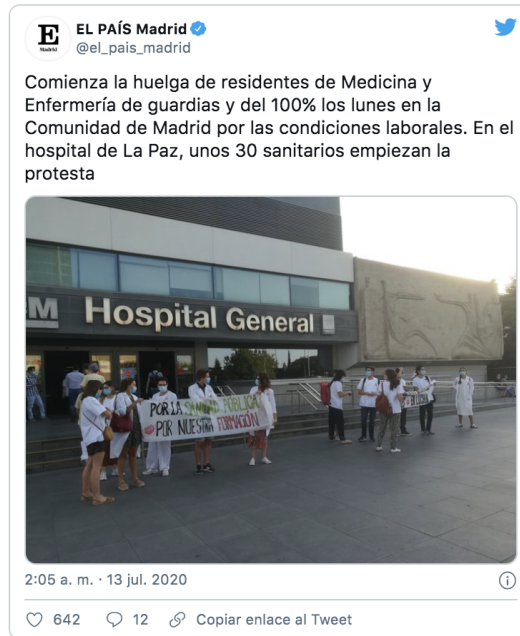 EL PAÍS Madrid
@el_pais_madrid
E
Madrid
Comienza la huelga de residentes de Medicina y
Enfermería de guardias y del 100% los lunes en la
Comunidad de Madrid por las condiciones laborales. En el
hospital de La Paz, unos 30 sanitarios empiezan la
protesta
M
Hospital General
POR LA SANIDAD PÚBLICA
POR NUESTRA FORMACIÓN
2:05 a. m. · 13 jul. 2020
642
12
Copiar enlace al Tweet